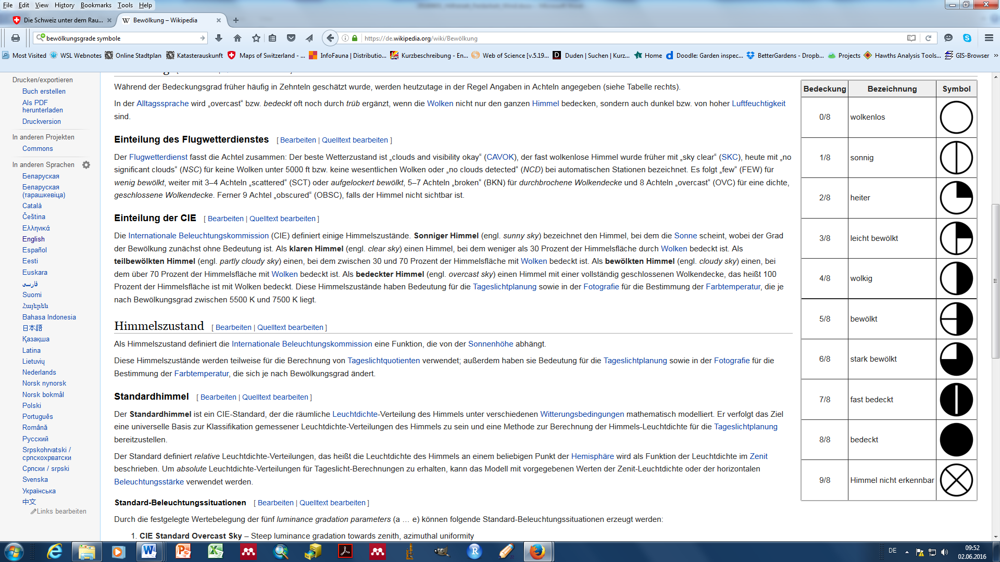 File Edit View History Bookmarks Tools Help
Die Schweiz unter dem Rau...
Bewölkung – Wikipedia
bewölkungsgrade symbole
https://de.wikipedia.org/wiki/Bewölkung
Most Visited WSL Webnotes Online Stadtplan Katasterauskunft Maps of Switzerland - ... InfoFauna | Distributio... Kurzbeschreibung - En... Web of Science [v.5.19... Duden | Suchen | Kurz... Home Doodle: Garden inspec... BetterGardens - Dropb... Projects Hawths Analysis Tools... GIS-Browser »
Drucken/exportieren
Buch erstellen
Als PDF
herunterladen
Druckversion
In anderen Projekten
Commons
In anderen Sprachen
Беларуская
Беларуская
(тарашкевіца)
Català
Čeština
Ελληνικά
English
Español
Eesti
Euskara
فارسی
Suomi
Հայերեն
Bahasa Indonesia
日本語
Қазақша
Latina
Lietuvių
Nederlands
Norsk nynorsk
Norsk bokmål
Polski
Português
Română
Русский
Srpskohrvatski /
српскохрватски
Српски / srpski
Svenska
Українська
中文
Links bearbeiten
Während der Bedeckungsgrad früher häufig in Zehnteln geschätzt wurde, werden heutzutage in der Regel Angaben in Achteln angegeben (siehe Tabelle rechts).
In der Alltagssprache wird „overcast“ bzw. bedeckt oft noch durch trüb ergänzt, wenn die Wolken nicht nur den ganzen Himmel bedecken, sondern auch dunkel bzw. von hoher Luftfeuchtigkeit
sind.
Einteilung des Flugwetterdienstes [ Bearbeiten | Quelltext bearbeiten ]
Der Flugwetterdienst fasst die Achtel zusammen: Der beste Wetterzustand ist „clouds and visibility okay“ (CAVOK), der fast wolkenlose Himmel wurde früher mit „sky clear“ (SKC), heute mit „no
significant clouds“ (NSC) für keine Wolken unter 5000 ft bzw. keine wesentlichen Wolken oder „no clouds detected“ (NCD) bei automatischen Stationen bezeichnet. Es folgt „few“ (FEW) für
wenig bewölkt, weiter mit 3–4 Achteln „scattered“ (SCT) oder aufgelockert bewölkt, 5–7 Achteln „broken“ (BKN) für durchbrochene Wolkendecke und 8 Achteln „overcast“ (OVC) für eine dichte,
geschlossene Wolkendecke. Ferner 9 Achtel „obscured“ (OBSC), falls der Himmel nicht sichtbar ist.
Einteilung der CIE [ Bearbeiten | Quelltext bearbeiten ]
Die Internationale Beleuchtungskommission (CIE) definiert einige Himmelszustände. Sonniger Himmel (engl. sunny sky) bezeichnet den Himmel, bei dem die Sonne scheint, wobei der Grad
der Bewölkung zunächst ohne Bedeutung ist. Als klaren Himmel (engl. clear sky) einen Himmel, bei dem weniger als 30 Prozent der Himmelsfläche durch Wolken bedeckt ist. Als
teilbewölkten Himmel (engl. partly cloudy sky) einen, bei dem zwischen 30 und 70 Prozent der Himmelsfläche mit Wolken bedeckt ist. Als bewölkten Himmel (engl. cloudy sky) einen, bei
dem über 70 Prozent der Himmelsfläche mit Wolken bedeckt ist. Als bedeckter Himmel (engl. overcast sky) einen Himmel mit einer vollständig geschlossenen Wolkendecke, das heißt 100
Prozent der Himmelsfläche ist mit Wolken bedeckt. Diese Himmelszustände haben Bedeutung für die Tageslichtplanung sowie in der Fotografie für die Bestimmung der Farbtemperatur, die je
nach Bewölkungsgrad zwischen 5500 K und 7500 K liegt.
Himmelszustand [ Bearbeiten | Quelltext bearbeiten ]
Als Himmelszustand definiert die Internationale Beleuchtungskommission eine Funktion, die von der Sonnenhöhe abhängt.
Diese Himmelszustände werden teilweise für die Berechnung von Tageslichtquotienten verwendet; außerdem haben sie Bedeutung für die Tageslichtplanung sowie in der Fotografie für die
Bestimmung der Farbtemperatur, die sich je nach Bewölkungsgrad ändert.
Standardhimmel [ Bearbeiten | Quelltext bearbeiten ]
Der Standardhimmel ist ein CIE-Standard, der die räumliche Leuchtdichte-Verteilung des Himmels unter verschiedenen Witterungsbedingungen mathematisch modelliert. Er verfolgt das Ziel
eine universelle Basis zur Klassifikation gemessener Leuchtdichte-Verteilungen des Himmels zu sein und eine Methode zur Berechnung der Himmels-Leuchtdichte für die Tageslichtplanung
bereitzustellen.
Der Standard definiert relative Leuchtdichte-Verteilungen, das heißt die Leuchtdichte des Himmels an einem beliebigen Punkt der Hemisphäre wird als Funktion der Leuchtdichte im Zenit
beschrieben. Um absolute Leuchtdichte-Verteilungen für Tageslicht-Berechnungen zu erhalten, kann das Modell mit vorgegebenen Werten der Zenit-Leuchtdichte oder der horizontalen
Beleuchtungsstärke verwendet werden.
Standard-Beleuchtungssituationen [ Bearbeiten | Quelltext bearbeiten ]
Durch die festgelegte Wertebelegung der fünf luminance gradation parameters (a … e) können folgende Standard-Beleuchtungssituationen erzeugt werden:
1. CIE Standard Overcast Sky – Steep luminance gradation towards zenith, azimuthal uniformity
Bedeckung Bezeichnung Symbol
0/8 wolkenlos
1/8 sonnig
2/8 heiter
3/8 leicht bewölkt
4/8 wolkig
5/8 bewölkt
6/8 stark bewölkt
7/8 fast bedeckt
8/8 bedeckt
9/8 Himmel nicht erkennbar
DE
09:52
02.06.2016